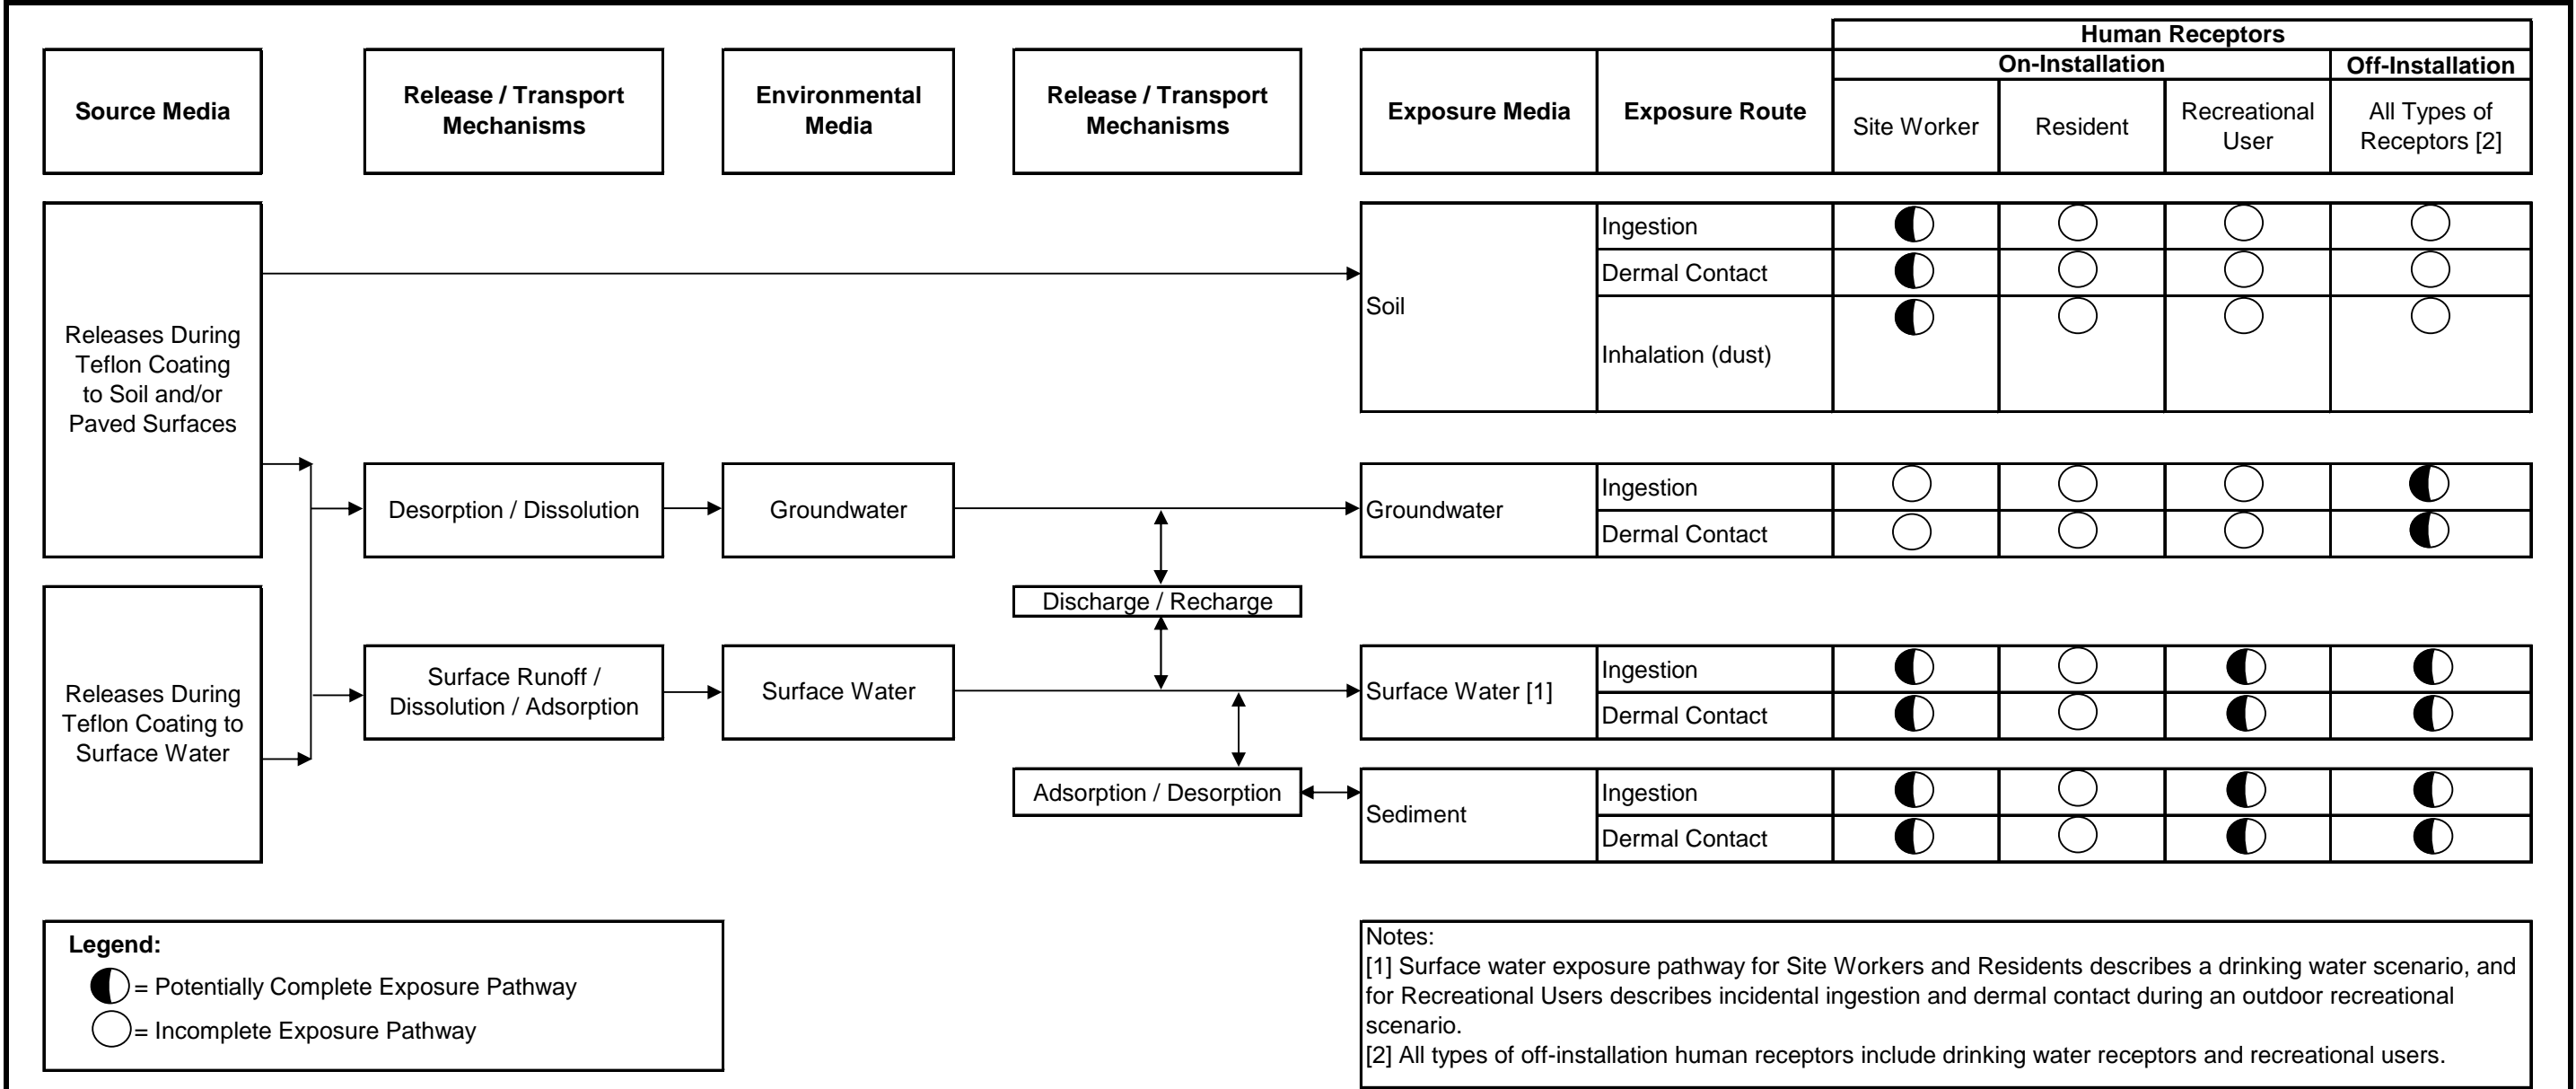 Human Receptors
On-Installation
Off-Installation
Source Media
Release / Transport
Mechanisms
Environmental
Media
Release / Transport
Mechanisms
Exposure Media
Exposure Route
Site Worker
Resident
Recreational
User
All Types of
Receptors [2]
Releases During
Teflon Coating
to Soil and/or
Paved Surfaces
Soil
Ingestion
Dermal Contact
Inhalation (dust)
Desorption / Dissolution
Groundwater
Groundwater
Ingestion
Dermal Contact
Discharge / Recharge
Releases During
Teflon Coating to
Surface Water
Surface Runoff /
Dissolution / Adsorption
Surface Water
Surface Water [1]
Ingestion
Dermal Contact
Adsorption / Desorption
Sediment
Ingestion
Dermal Contact
Legend:
= Potentially Complete Exposure Pathway
= Incomplete Exposure Pathway
Notes:
[1] Surface water exposure pathway for Site Workers and Residents describes a drinking water scenario, and
for Recreational Users describes incidental ingestion and dermal contact during an outdoor recreational
scenario.
[2] All types of off-installation human receptors include drinking water receptors and recreational users.